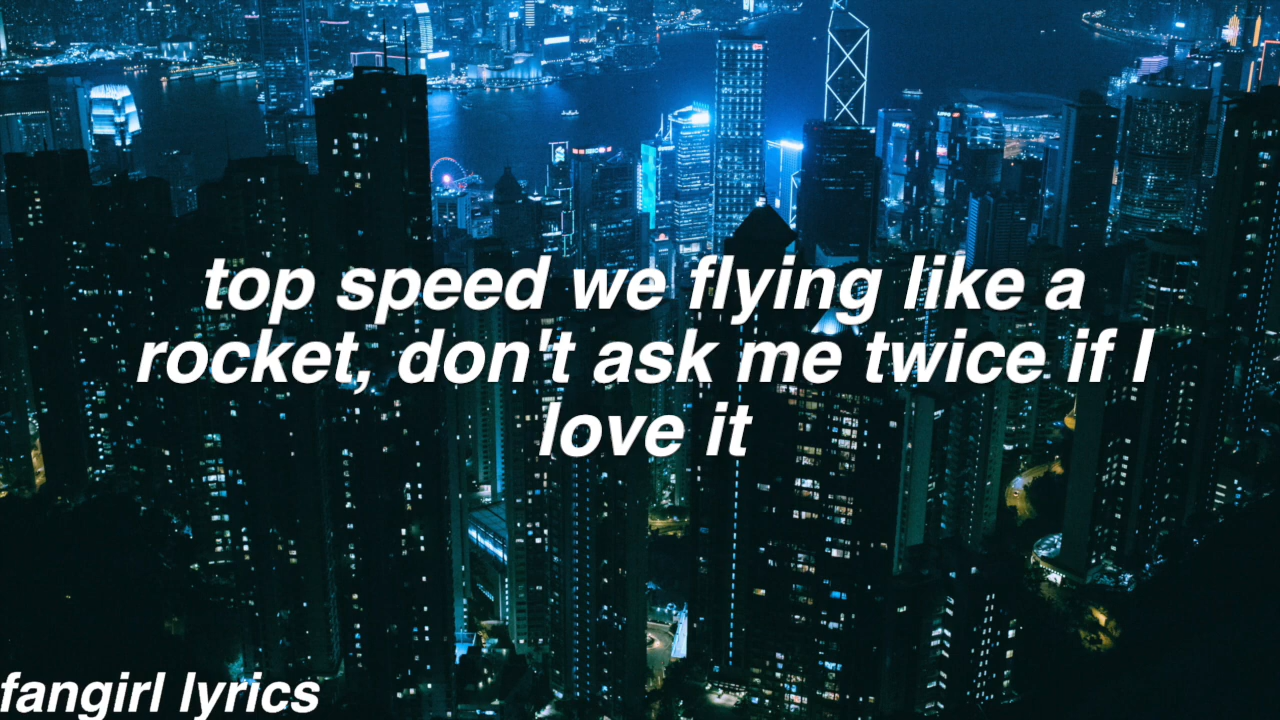 top speed we flying like a
rocket, don't ask me twice if I
love it
fangirl lyrics